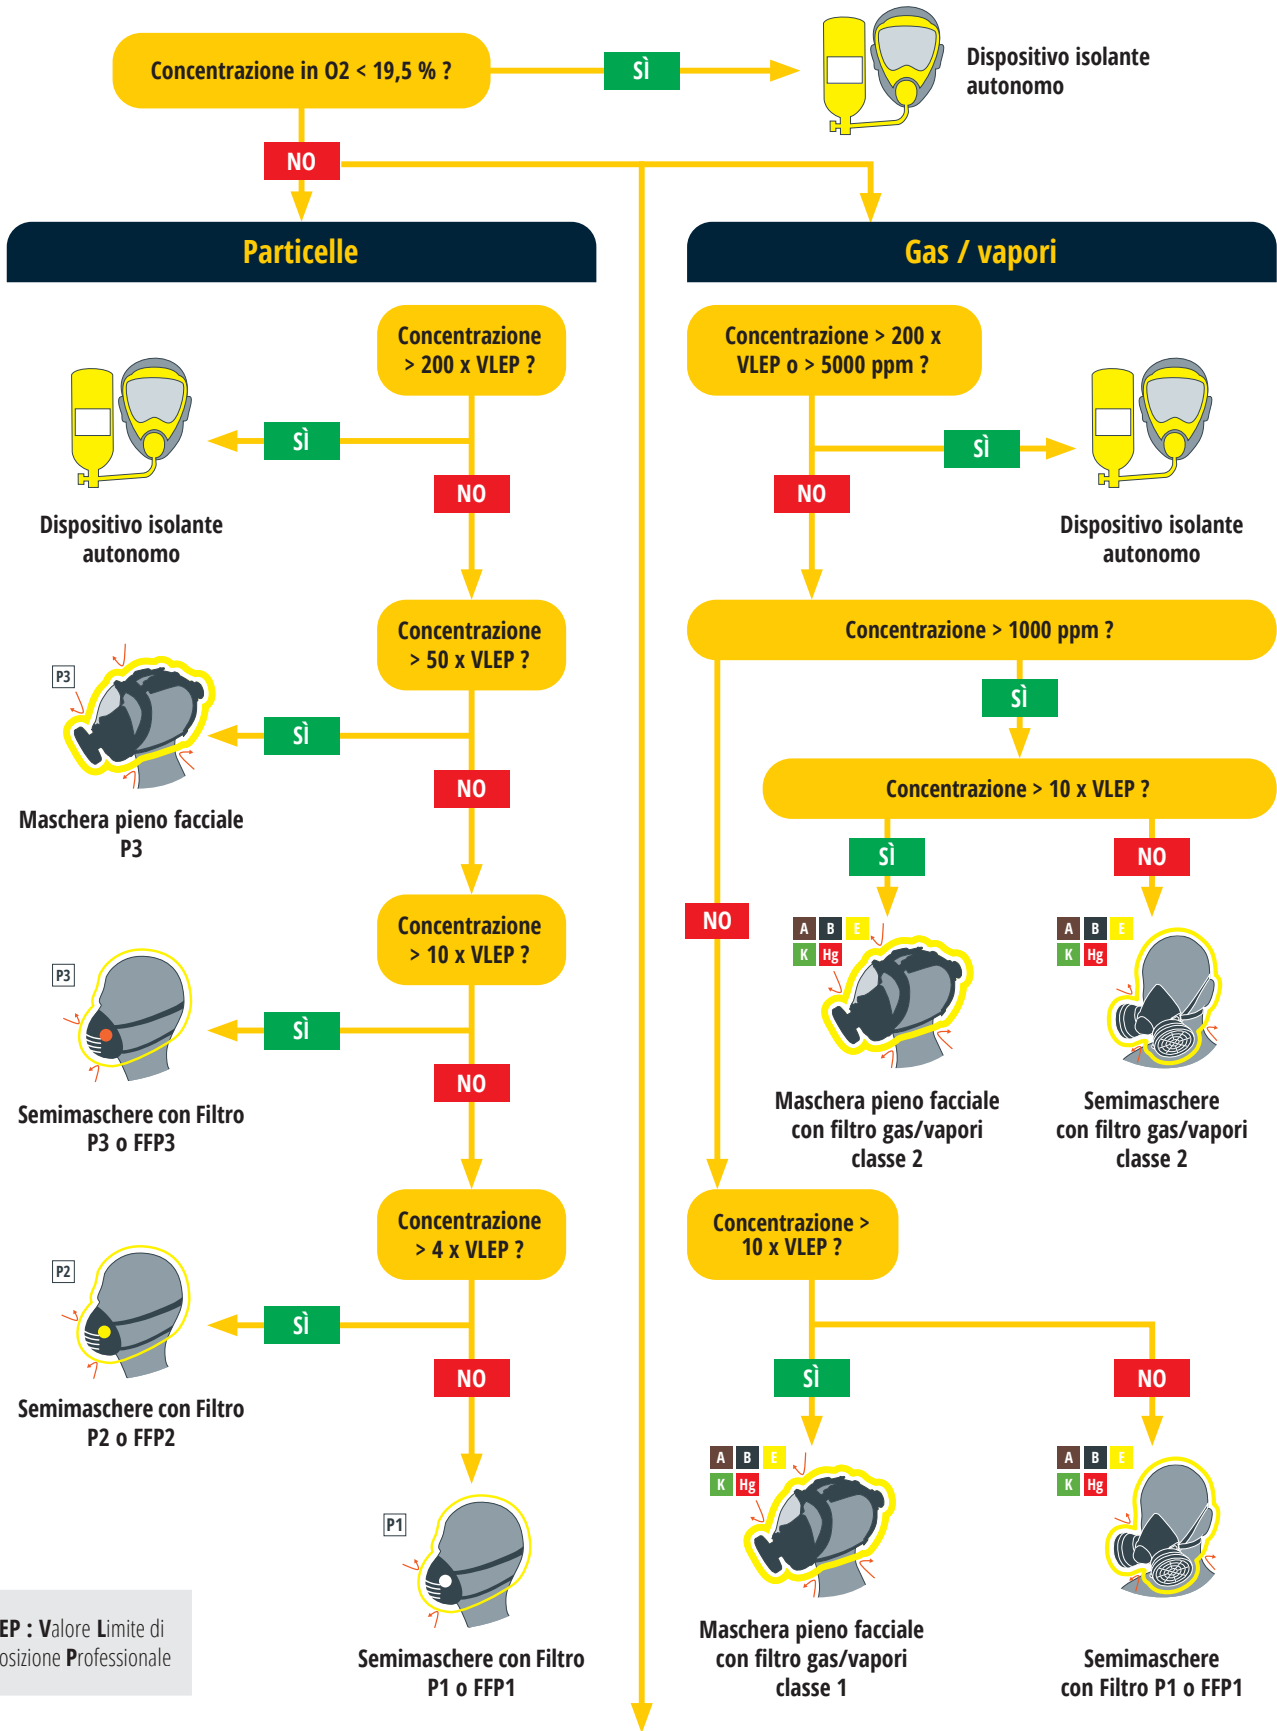 Concentrazione in O2 < 19,5 % ?
SÌ
Dispositivo isolante
autonomo
NO
Particelle
Concentrazione
> 200 x VLEP ?
SÌ
Dispositivo isolante
autonomo
NO
Concentrazione
> 50 x VLEP ?
P3
SÌ
Maschera pieno facciale
P3
NO
Concentrazione
> 10 x VLEP ?
P3
SÌ
Semimaschere con Filtro
P3 o FFP3
NO
Concentrazione
> 4 x VLEP ?
P2
SÌ
Semimaschere con Filtro
P2 o FFP2
NO
P1
Semimaschere con Filtro
P1 o FFP1
EP : Valore Limite di
osizione Professionale
Gas / vapori
Concentrazione > 200 x
VLEP o > 5000 ppm ?
SÌ
Dispositivo isolante
autonomo
NO
Concentrazione > 1000 ppm ?
SÌ
Concentrazione > 10 x VLEP ?
SÌ
NO
A B E
K Hg
Maschera pieno facciale
con filtro gas/vapori
classe 2
A B E
K Hg
Semimaschere
con filtro gas/vapori
classe 2
NO
Concentrazione >
10 x VLEP ?
SÌ
NO
A B E
K Hg
Maschera pieno facciale
con filtro gas/vapori
classe 1
A B E
K Hg
Semimaschere
con Filtro P1 o FFP1